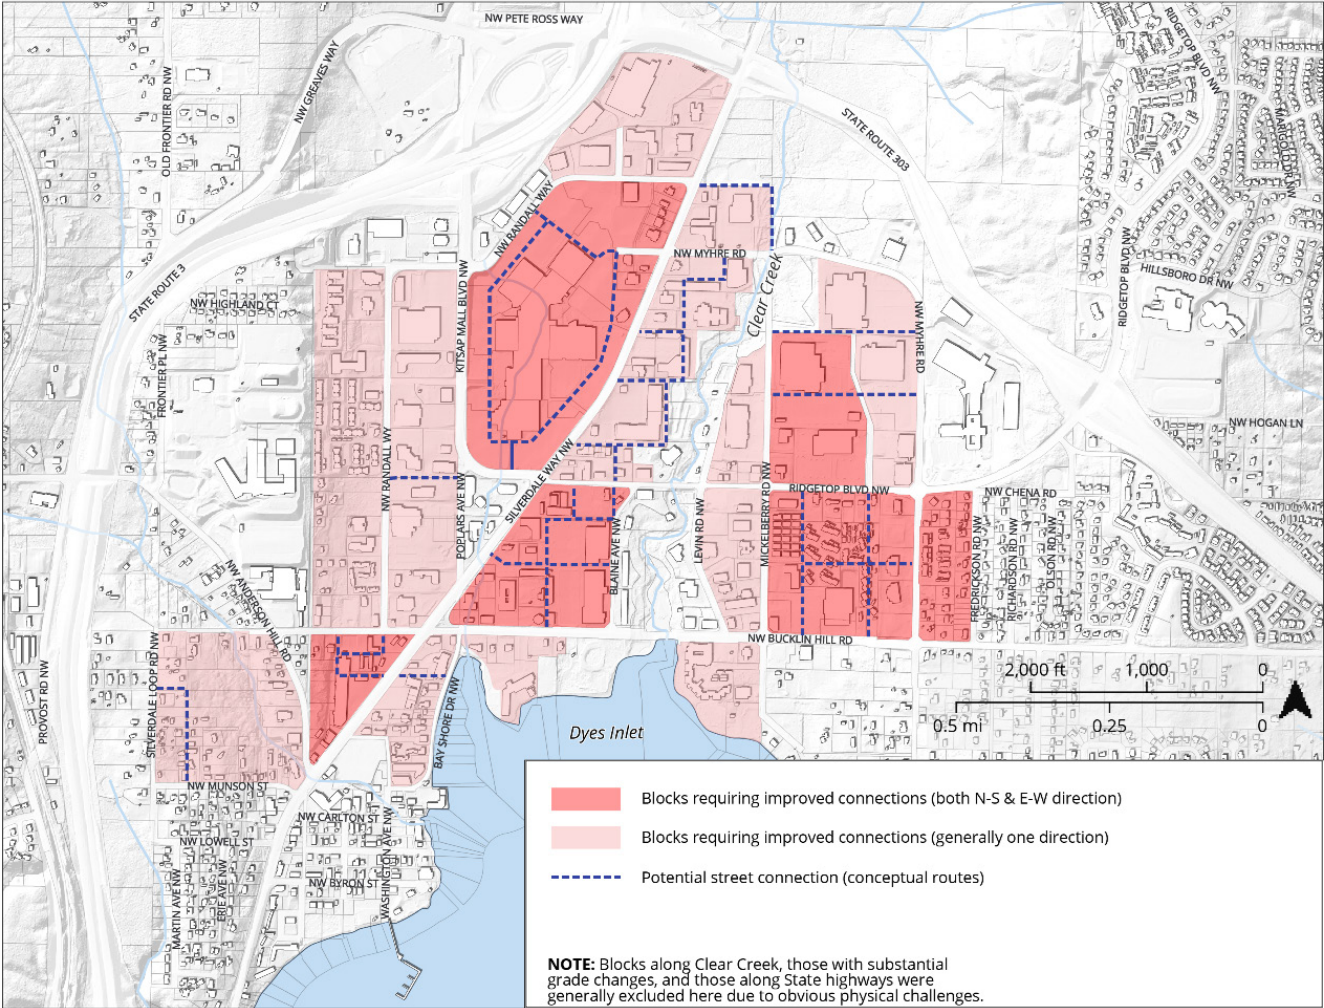 NW PETE ROSS WAY
RIDGETOP BLVD NW
NW GREAVES WAY
OLD FRONTIER RD NW
STATE ROUTE 303
MARIGOLD DR NW
NW RANDALL WAY
NW MYHRE RD
RIDGETOP BLVD NW
HILLSBORO DR NW
STATE ROUTE 3
NW HIGHLAND CT
KITSAP MALL BLVD NW
Clear Creek
NW MYHRE RD
FRONTIER PL NW
NW HOGAN LN
NW RANDALL WY
SILVERDALE WAY NW
POPLARS AVE NW
RIDGETOP BLVD NW
NW CHENA RD
BLAINE AVE NW
LEVIN RD NW
MICKELBERRY RD NW
FREDRICKSON RD NW
RICHARDSON RD NW
OLSON RD NW
NW ANDERSON HILL RD
NW BUCKLIN HILL RD
PROVOST RD NW
SILVERDALE LOOP RD NW
BAY SHORE DR NW
2,000 ft 1,000 0
0.5 mi 0.25 0
Dyes Inlet
NW MUNSON ST
NW CARLTON ST
NW LOWELL ST
NW BYRON ST
MARTIN AVE NW
ERIE AVE NW
WASHINGTON AVE NW
Blocks requiring improved connections (both N-S & E-W direction)
Blocks requiring improved connections (generally one direction)
Potential street connection (conceptual routes)
NOTE: Blocks along Clear Creek, those with substantial
grade changes, and those along State highways were
generally excluded here due to obvious physical challenges.